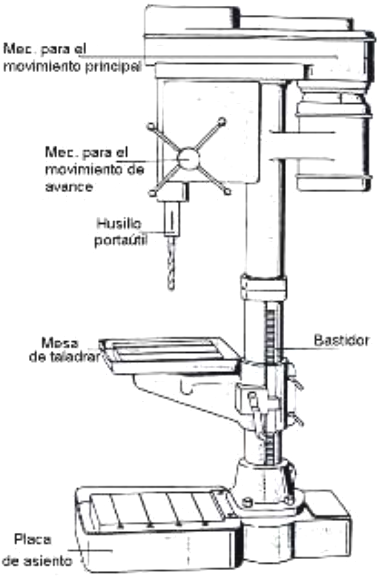 Mec. para el
movimiento principal
Mec. para el
movimiento de
avance
Husillo
portaútil
Mesa
de taladrar
Bastidor
Placa
de asiento